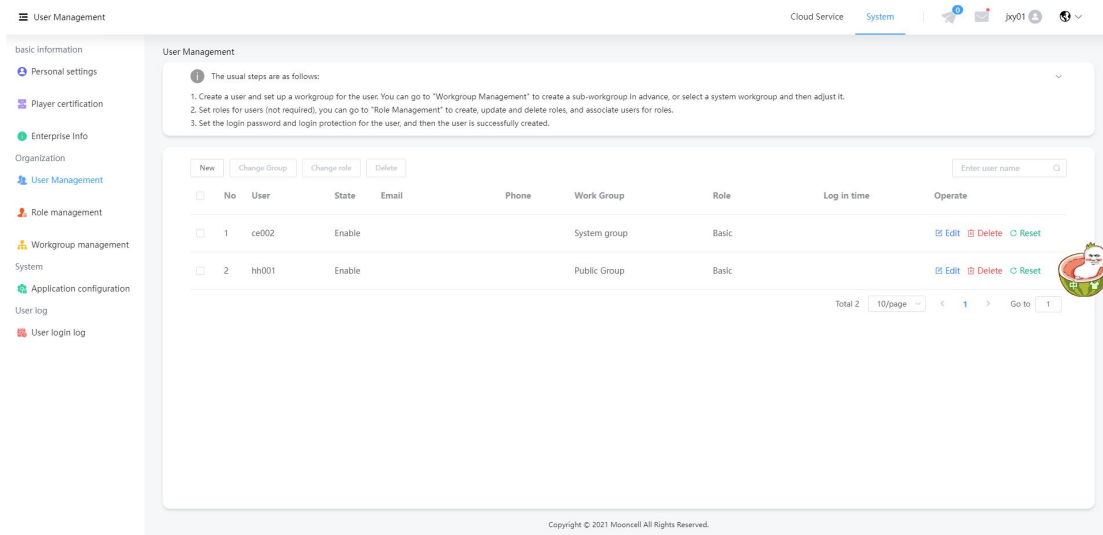 User Management
Cloud Service
System
0
jxy01
basic information
Personal settings
Player certification
Enterprise Info
Organization
User Management
Role management
Workgroup management
System
Application configuration
User log
User login log
User Management
The usual steps are as follows:
1. Create a user and set up a workgroup for the user. You can go to "Workgroup Management" to create a sub-workgroup in advance, or select a system workgroup and then adjust it.
2. Set roles for users (not required), you can go to "Role Management" to create, update and delete roles, and associate users for roles.
3. Set the login password and login protection for the user, and then the user is successfully created.
New Change Group Change role Delete Enter user name
No User State Email Phone Work Group Role Log in time Operate
1 ce002 Enable System group Basic Edit Delete Reset
2 hh001 Enable Public Group Basic Edit Delete Reset
中
Total 2 10/page < 1 > Go to 1
Copyright © 2021 Mooncell All Rights Reserved.